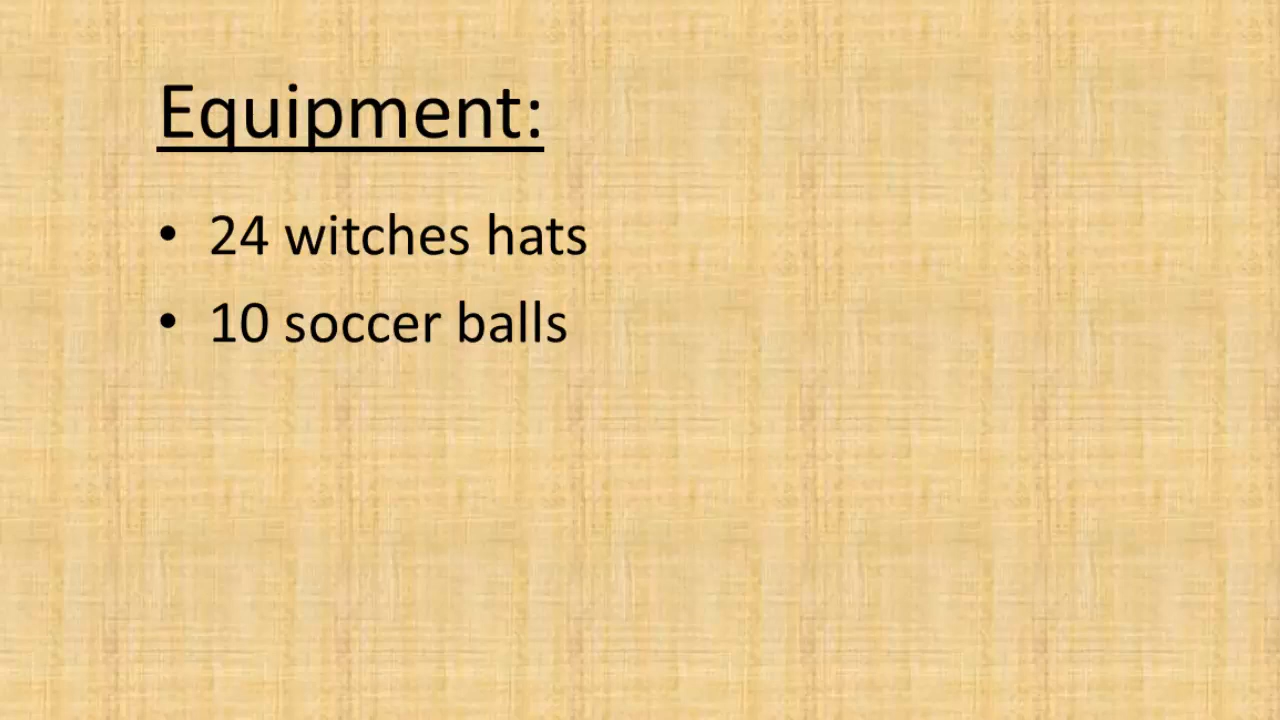 Equipment:
• 24 witches hats
• 10 soccer balls